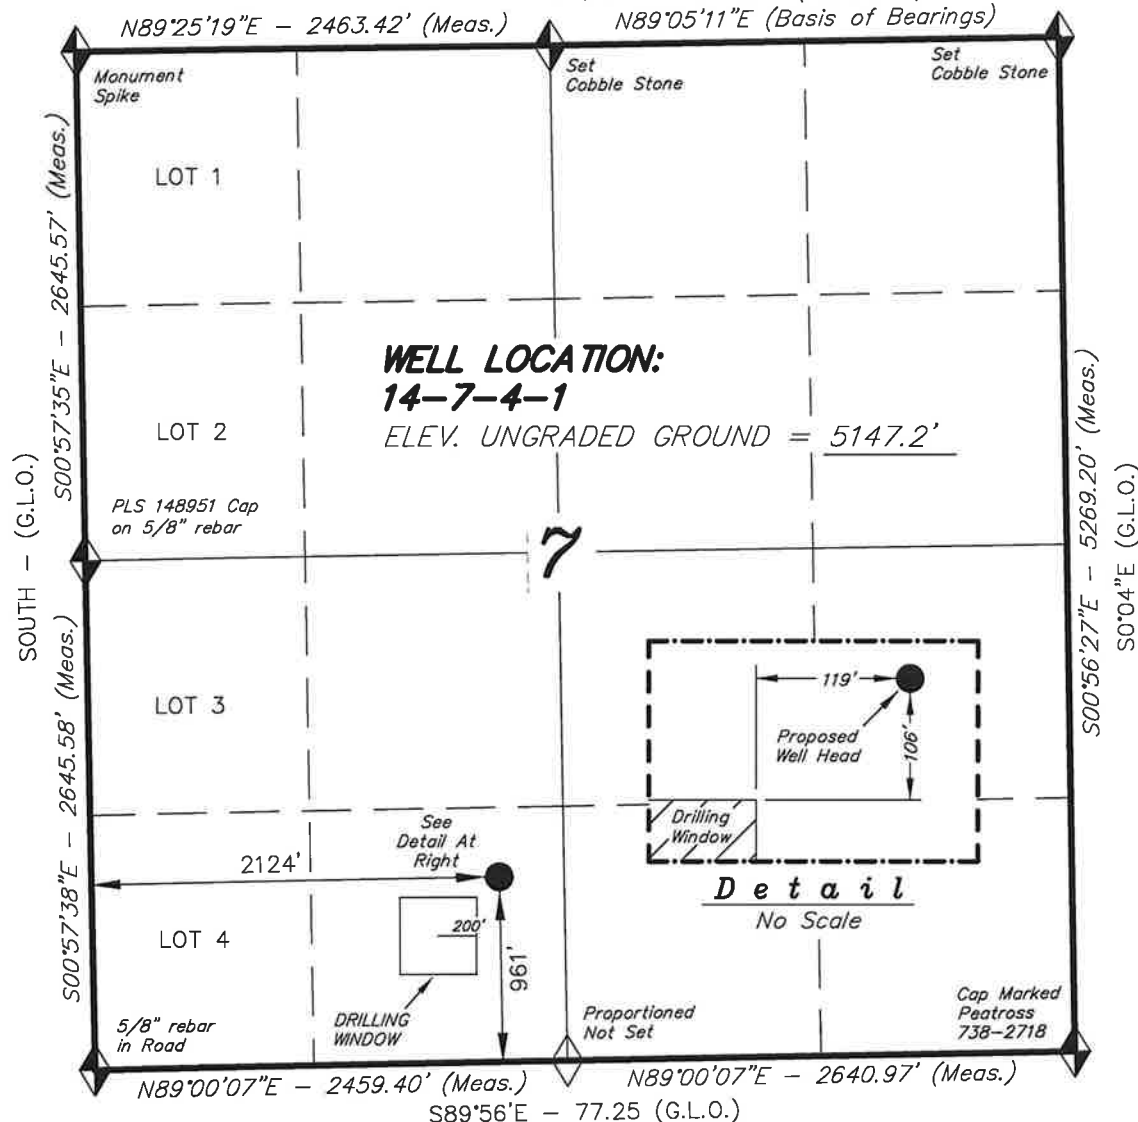 N89°25'19"E - 2463.42' (Meas.)
N89°05'11"E (Basis of Bearings)
Monument
Spike
Set
Cobble Stone
Set
Cobble Stone
LOT 1
S00°57'35"E - 2645.57' (Meas.)
WELL LOCATION:
14-7-4-1
ELEV. UNGRADED GROUND = 5147.2'
LOT 2
PLS 148951 Cap
on 5/8" rebar
SOUTH - (G.L.O.)
7
S00°56'27"E - 5269.20' (Meas.)
S0°04"E (G.L.O.)
LOT 3
S00°57'38"E - 2645.58' (Meas.)
119'
Proposed
Well Head
106'
Drilling
Window
Detail
No Scale
See
Detail At
Right
2124'
200'
961'
LOT 4
DRILLING
WINDOW
5/8" rebar
in Road
Proportioned
Not Set
Cap Marked
Peatross
738-2718
N89°00'07"E - 2459.40' (Meas.)
N89°00'07"E - 2640.97' (Meas.)
S89°56'E - 77.25 (G.L.O.)